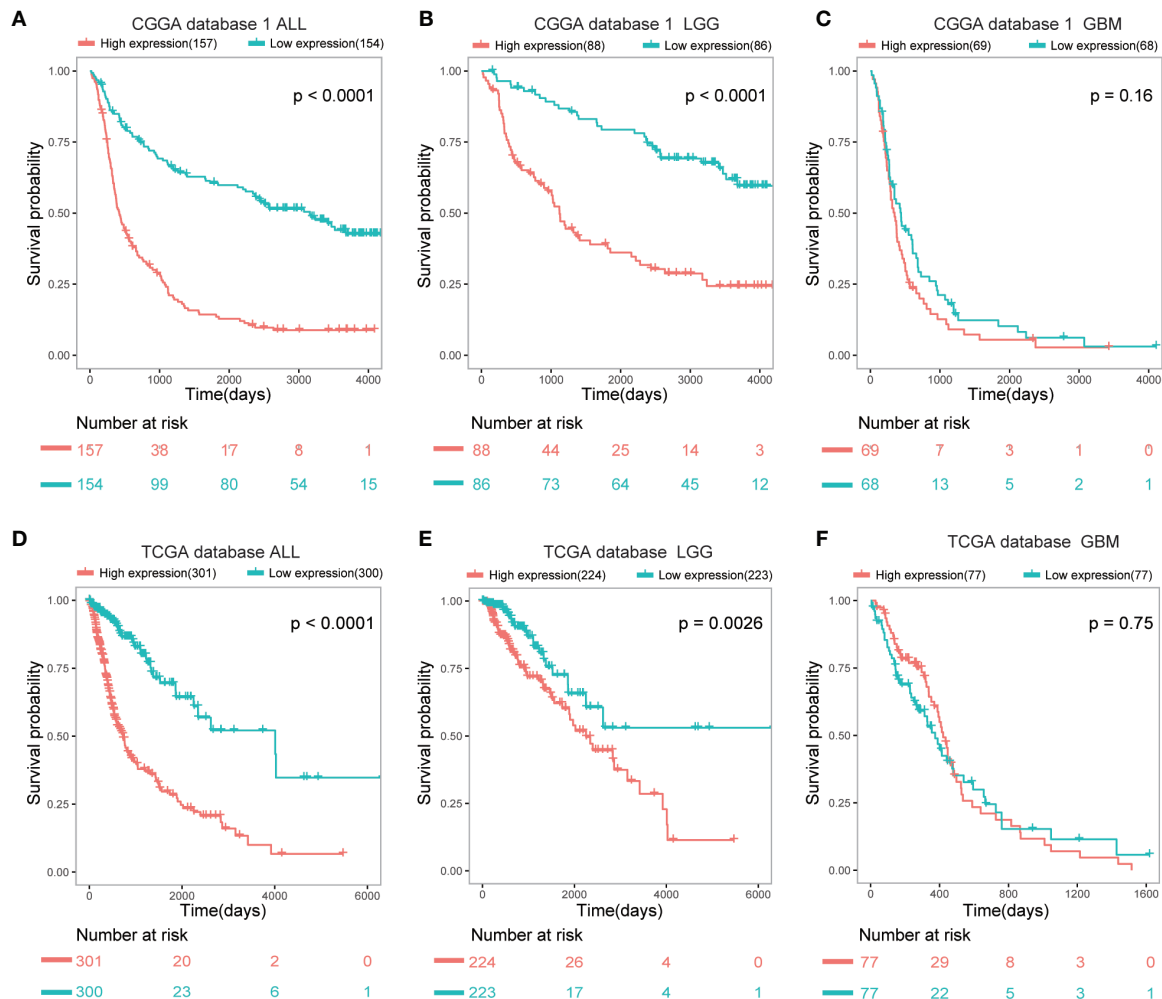 A
CGGA database 1 ALL
High expression(157) Low expression(154)
1.00
0.75
0.50
0.25
0.00
Survival probability
p < 0.0001
0 1000 2000 3000 4000
Time(days)
Number at risk
157 38 17 8 1
154 99 80 54 15
B
CGGA database 1 LGG
High expression(88) Low expression(86)
1.00
0.75
0.50
0.25
0.00
Survival probability
p < 0.0001
0 1000 2000 3000 4000
Time(days)
Number at risk
88 44 25 14 3
86 73 64 45 12
C
CGGA database 1 GBM
High expression(69) Low expression(68)
1.00
0.75
0.50
0.25
0.00
Survival probability
p = 0.16
0 1000 2000 3000 4000
Time(days)
Number at risk
69 7 3 1 0
68 13 5 2 1
D
TCGA database ALL
High expression(301) Low expression(300)
1.00
0.75
0.50
0.25
0.00
Survival probability
p < 0.0001
0 2000 4000 6000
Time(days)
Number at risk
301 20 2 0
300 23 6 1
E
TCGA database LGG
High expression(224) Low expression(223)
1.00
0.75
0.50
0.25
0.00
Survival probability
p = 0.0026
0 2000 4000 6000
Time(days)
Number at risk
224 26 4 0
223 17 4 1
F
TCGA database GBM
High expression(77) Low expression(77)
1.00
0.75
0.50
0.25
0.00
Survival probability
p = 0.75
0 400 800 1200 1600
Time(days)
Number at risk
77 29 8 3 0
77 22 5 3 1